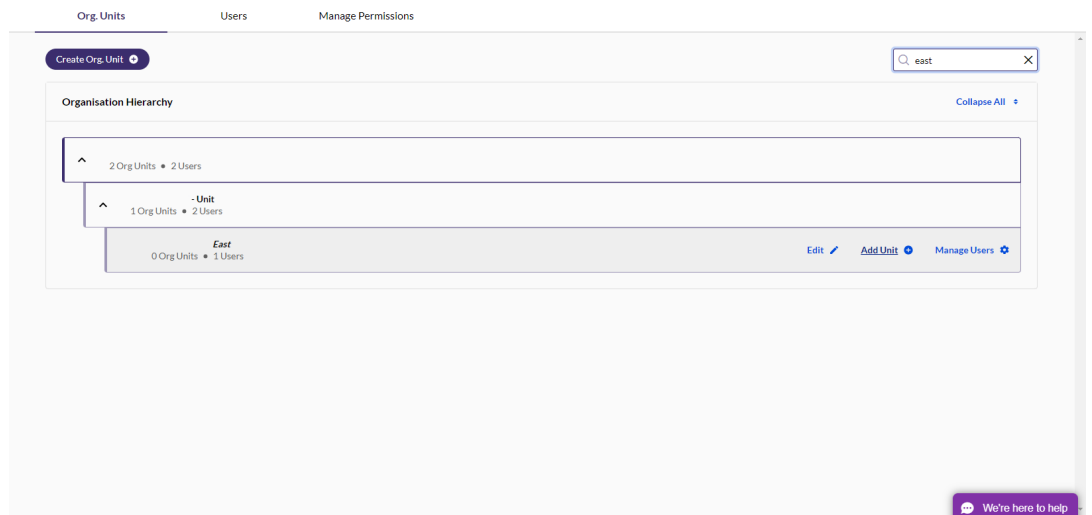 Org. Units Users Manage Permissions
Create Org. Unit
east
Organisation Hierarchy
Collapse All
2 Org Units • 2 Users
- Unit
1 Org Units • 2 Users
East
0 Org Units • 1 Users
Edit Add Unit Manage Users
We're here to help